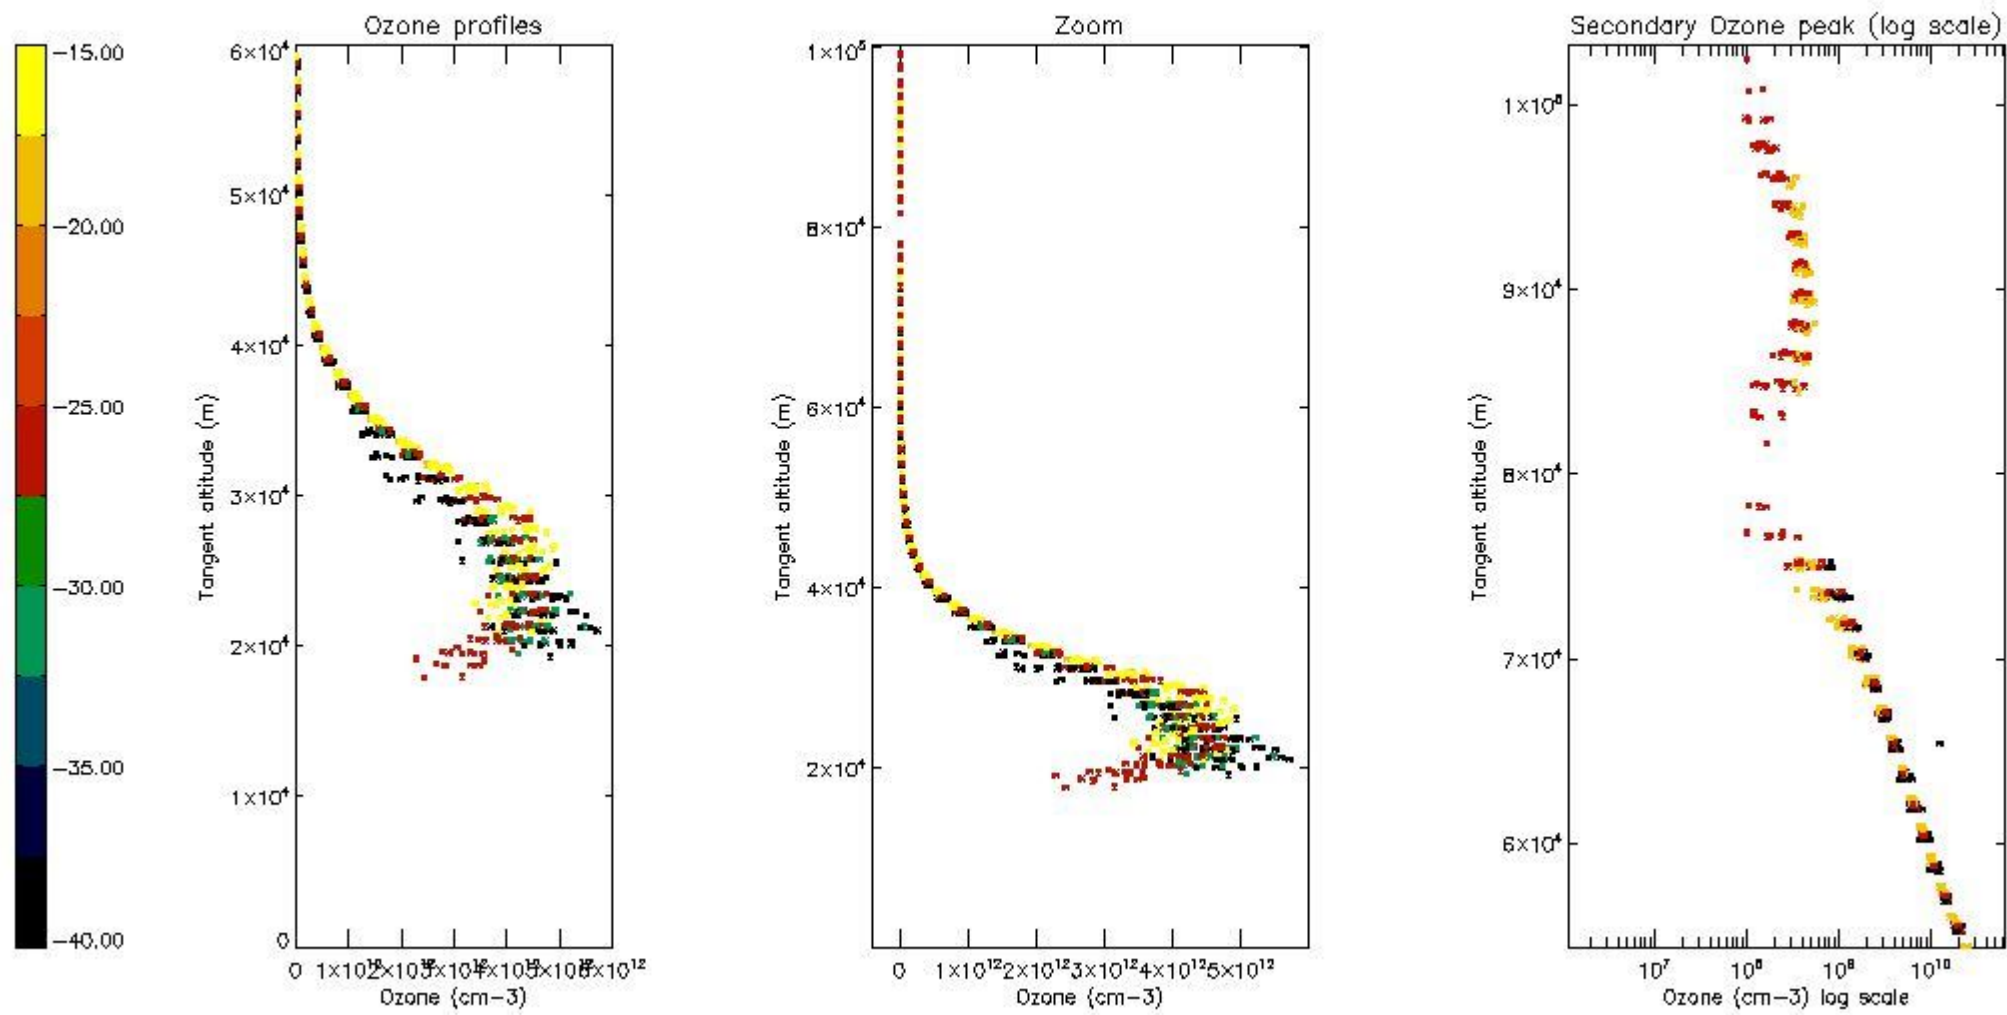 Ozone profiles
Zoom
Secondary Ozone peak (log scale)
−15.00
−20.00
−25.00
−30.00
−35.00
−40.00
6×10⁴
5×10⁴
4×10⁴
3×10⁴
2×10⁴
1×10⁴
0
Tangent altitude (m)
0
Ozone (cm−3)
1×10⁵
8×10⁴
6×10⁴
4×10⁴
2×10⁴
0
Tangent altitude (m)
0 1×10¹² 2×10¹² 3×10¹² 4×10¹² 5×10¹²
Ozone (cm−3)
9×10⁴
8×10⁴
7×10⁴
6×10⁴
Tangent altitude (m)
10⁷ 10¹⁰
Ozone (cm−3) log scale